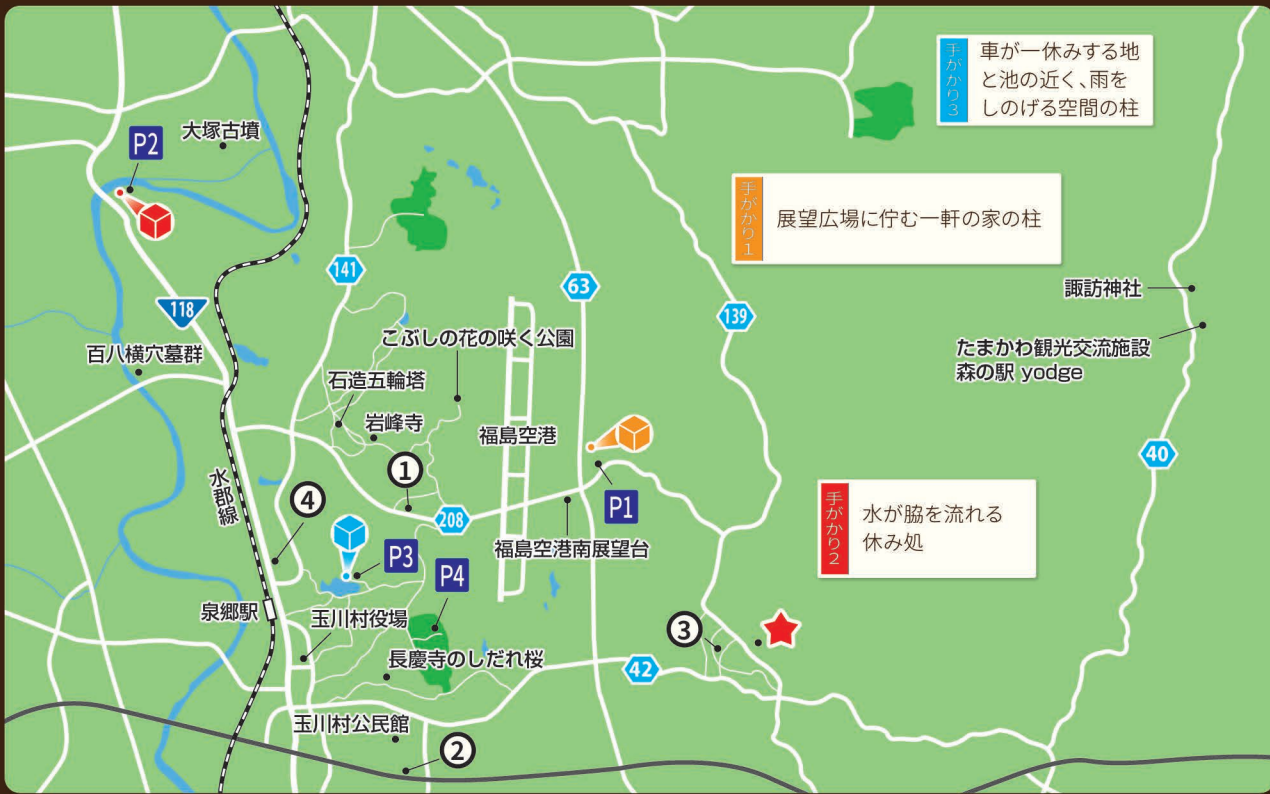 手がかり3
車が一休みする地
と池の近く、雨を
しのげる空間の柱
大塚古墳
P2
手がかり1
展望広場に佇む一軒の家の柱
141
63
139
118
諏訪神社
たまかわ観光交流施設
森の駅 yodge
百八横穴墓群
こぶしの花の咲く公園
石造五輪塔
岩峰寺
福島空港
40
水郡線
1
4
208
P1
手がかり2
水が脇を流れる
休み処
福島空港南展望台
P3
P4
泉郷駅
玉川村役場
3
長慶寺のしだれ桜
42
玉川村公民館
2